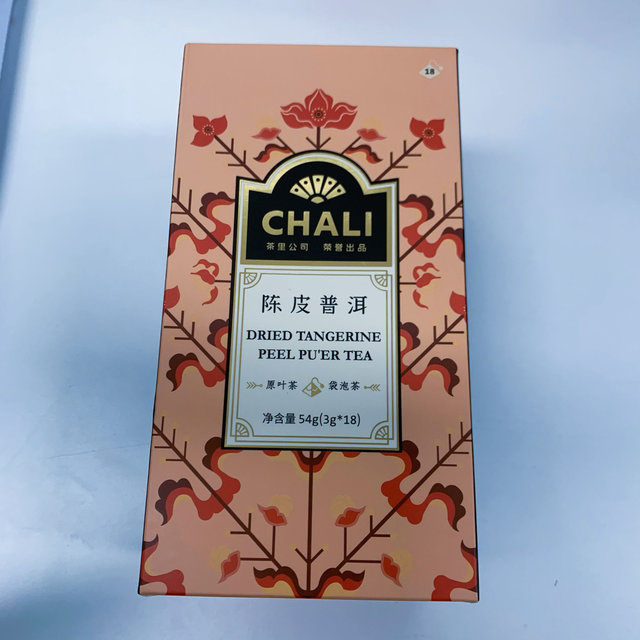 18
CHALI
茶里公司 荣誉出品
陈皮普洱
DRIED TANGERINE
PEEL PU'ER TEA
原叶茶 袋泡茶
净含量 54g(3g*18)